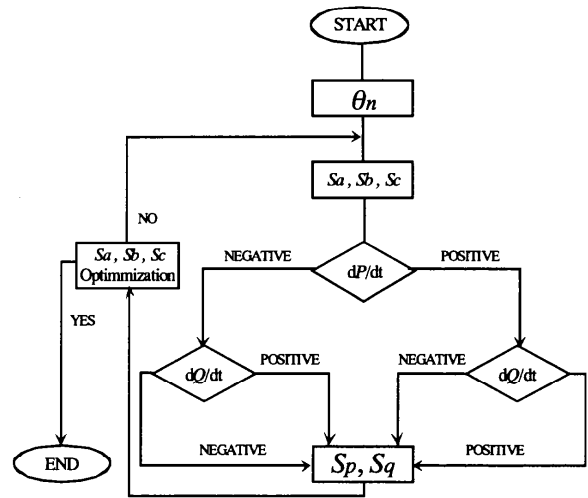 START
θn
Sa, Sb, Sc
NO
Sa, Sb, Sc
Optimmization
NEGATIVE
dP/dt
POSITIVE
YES
dQ/dt
POSITIVE
NEGATIVE
dQ/dt
NEGATIVE
POSITIVE
Sp, Sq
END